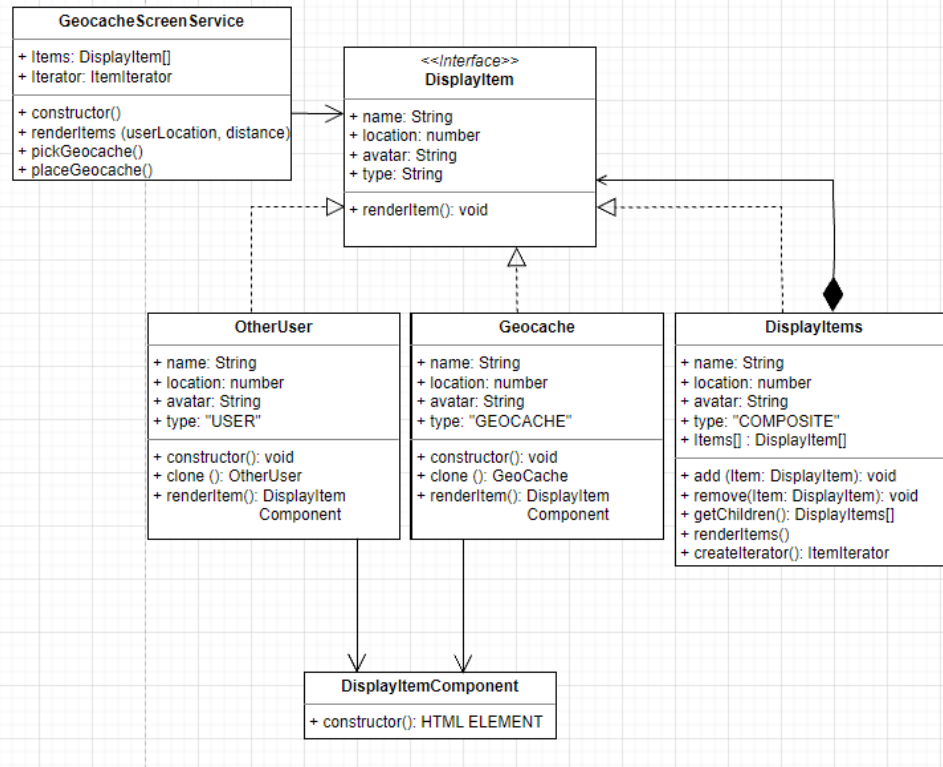 GeocacheScreenService
+ Items: DisplayItem[]
+ Iterator: ItemIterator
+ constructor()
+ renderItems (userLocation, distance)
+ pickGeocache()
+ placeGeocache()
<<Interface>>
DisplayItem
+ name: String
+ location: number
+ avatar: String
+ type: String
+ renderItem(): void
OtherUser
+ name: String
+ location: number
+ avatar: String
+ type: "USER"
+ constructor(): void
+ clone (): OtherUser
+ renderItem(): DisplayItem
Component
Geocache
+ name: String
+ location: number
+ avatar: String
+ type: "GEOCACHE"
+ constructor(): void
+ clone (): GeoCache
+ renderItem(): DisplayItem
Component
DisplayItems
+ name: String
+ location: number
+ avatar: String
+ type: "COMPOSITE"
+ Items[] : DisplayItem[]
+ add (Item: DisplayItem): void
+ remove(Item: DisplayItem): void
+ getChildren(): DisplayItems[]
+ renderItems()
+ createIterator(): ItemIterator
DisplayItemComponent
+ constructor(): HTML ELEMENT